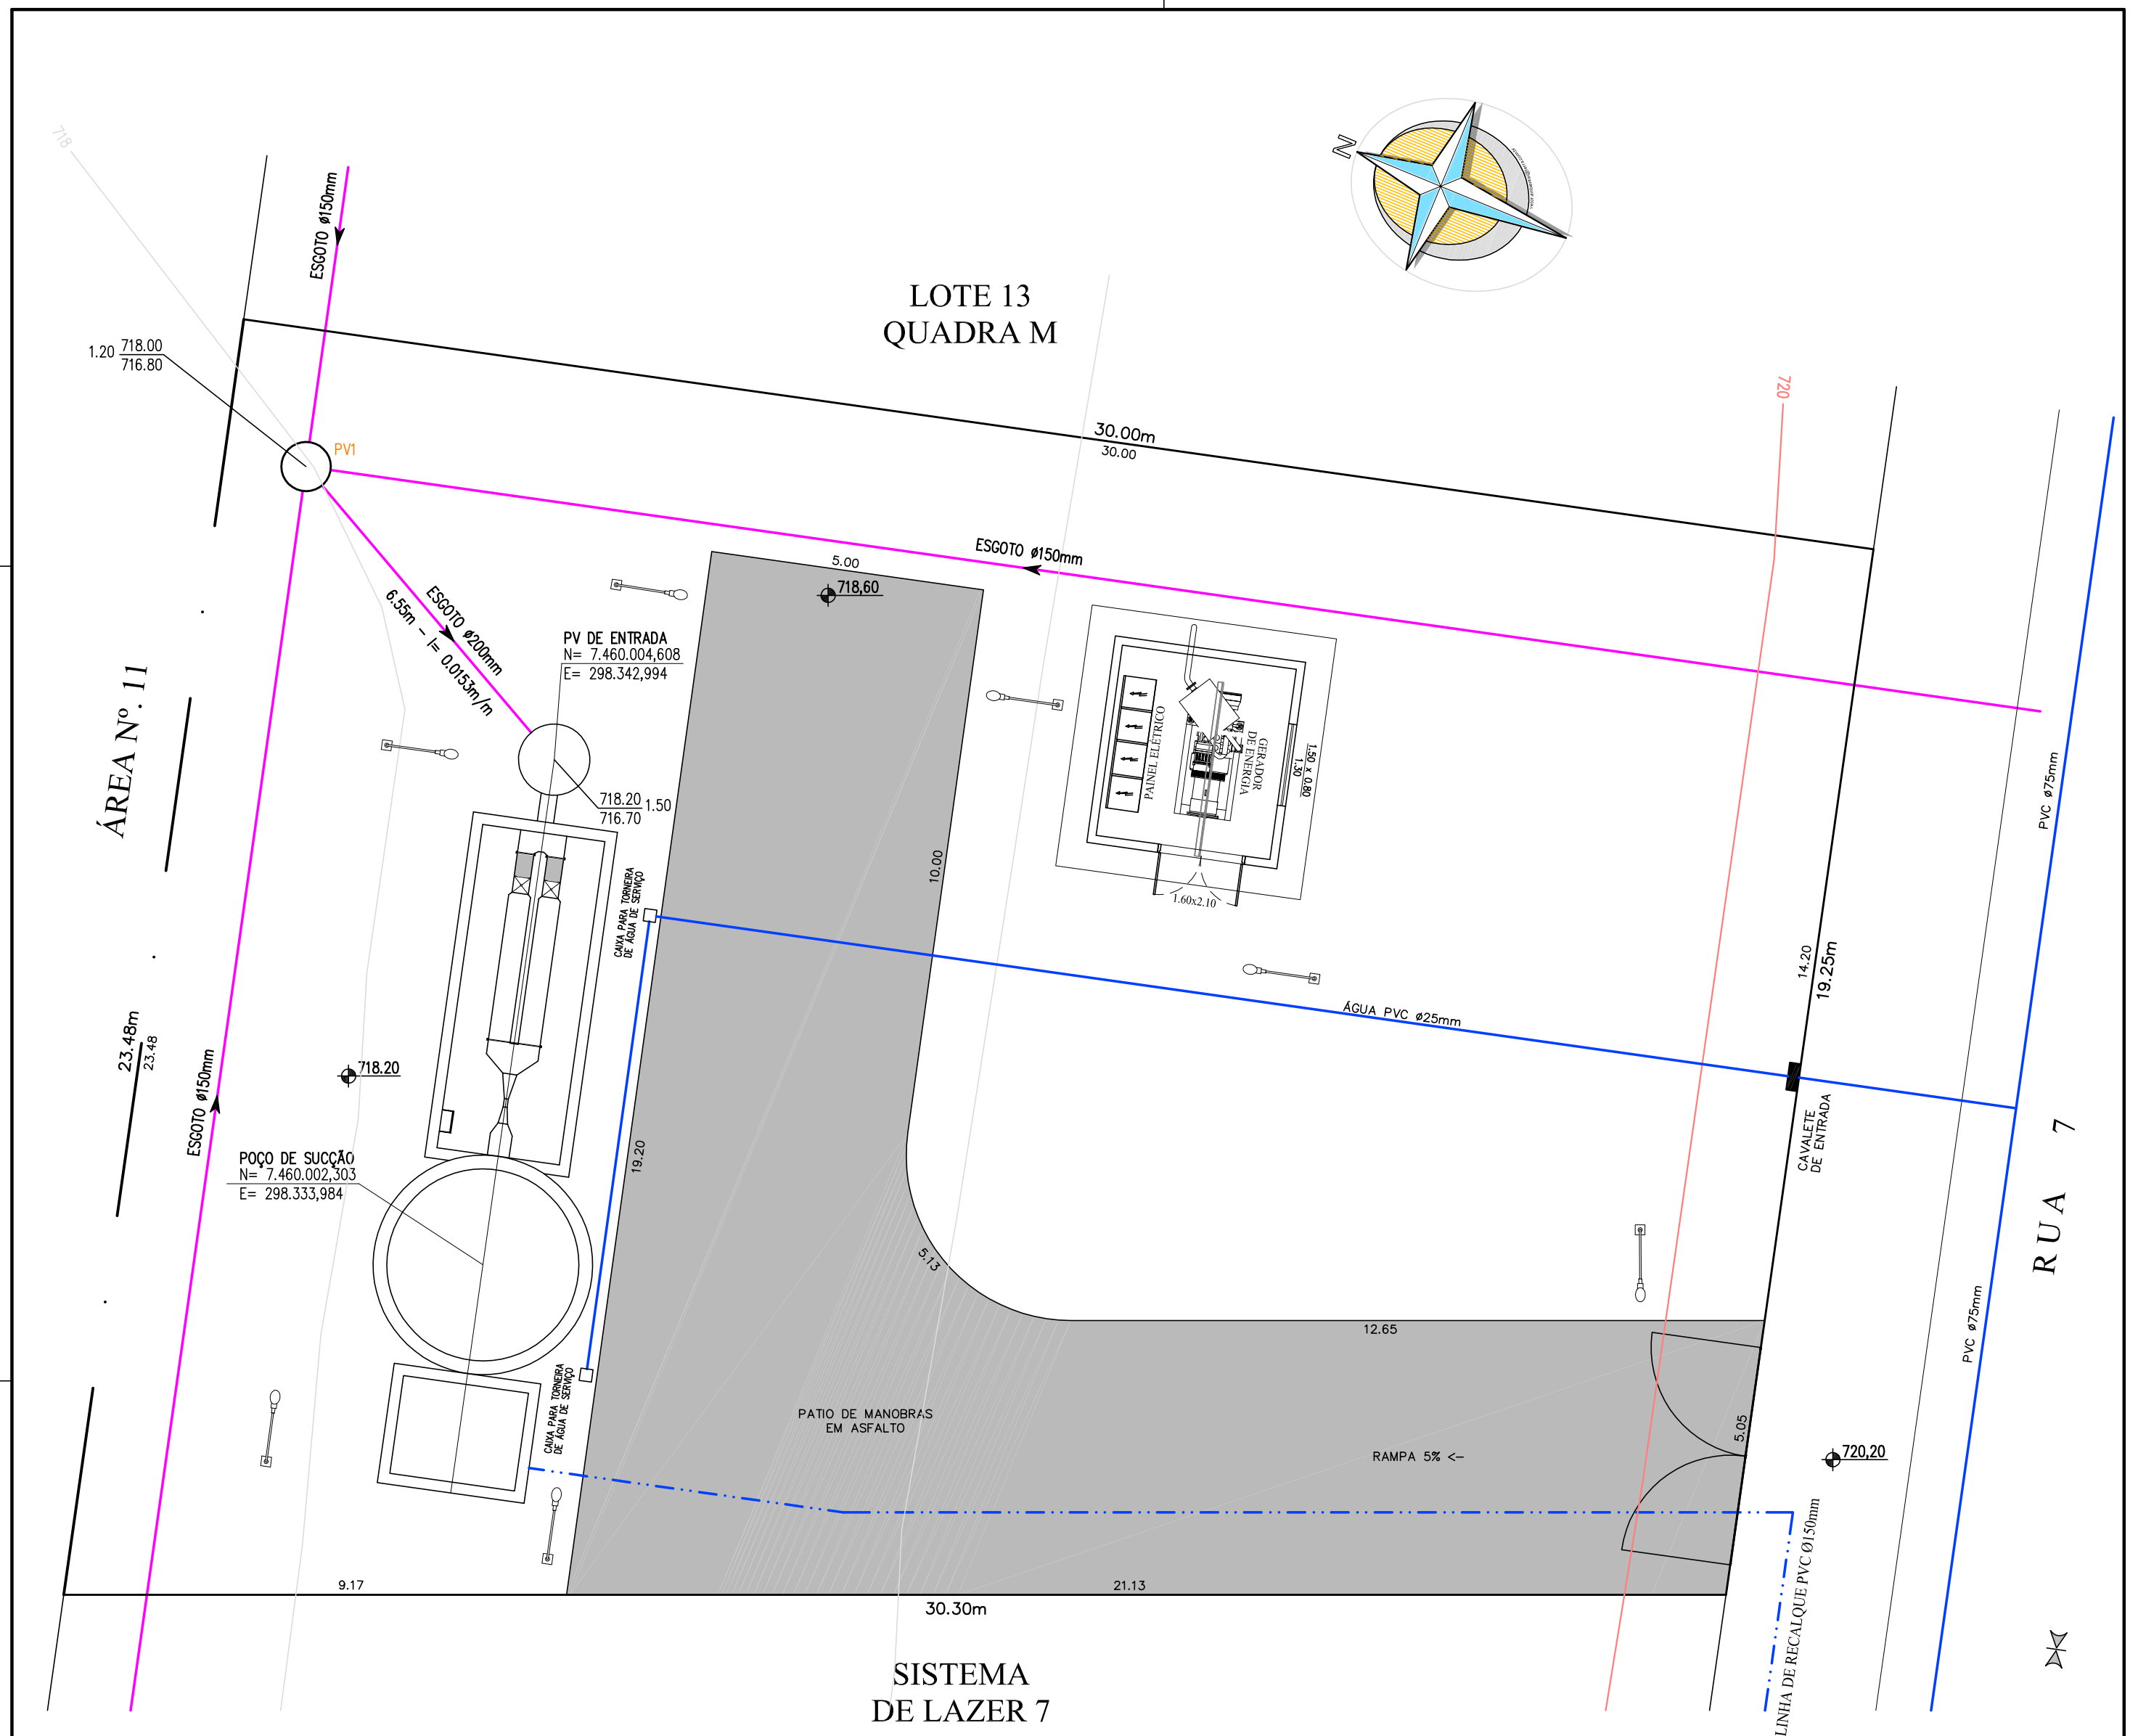 N
718
ESGOTO ø150mm
LOTE 13
QUADRA M
1.20 718.00
716.80
PV1
720
30.00m
30.00
ESGOTO ø150mm
5.00
718,60
ESGOTO ø200mm
6.55m - I= 0.0153m/m
PV DE ENTRADA
N= 7.460.004,608
E= 298.342,994
718.20 1.50
716.70
ÁREA Nº. 11
PAINEL ELÉTRICO
GERADOR
DE ENERGIA
1.50 x 0.80
1.30
1.60x2.10
PVC ø75mm
10.00
CAIXA PARA TORNEIRA
DE ÁGUA DE SERVIÇO
14.20
19.25m
ÁGUA PVC ø25mm
23.48m
23.48
718.20
ESGOTO ø150mm
CAVALETE
DE ENTRADA
RUA 7
POÇO DE SUCÇÃO
N= 7.460.002,303
E= 298.333,984
19.20
5.13
12.65
PVC ø75mm
CAIXA PARA TORNEIRA
DE ÁGUA DE SERVIÇO
PATIO DE MANOBRAS
EM ASFALTO
RAMPA 5% <-
5.05
720,20
9.17
21.13
30.30m
LINHA DE RECALQUE PVC Ø150mm
SISTEMA
DE LAZER 7